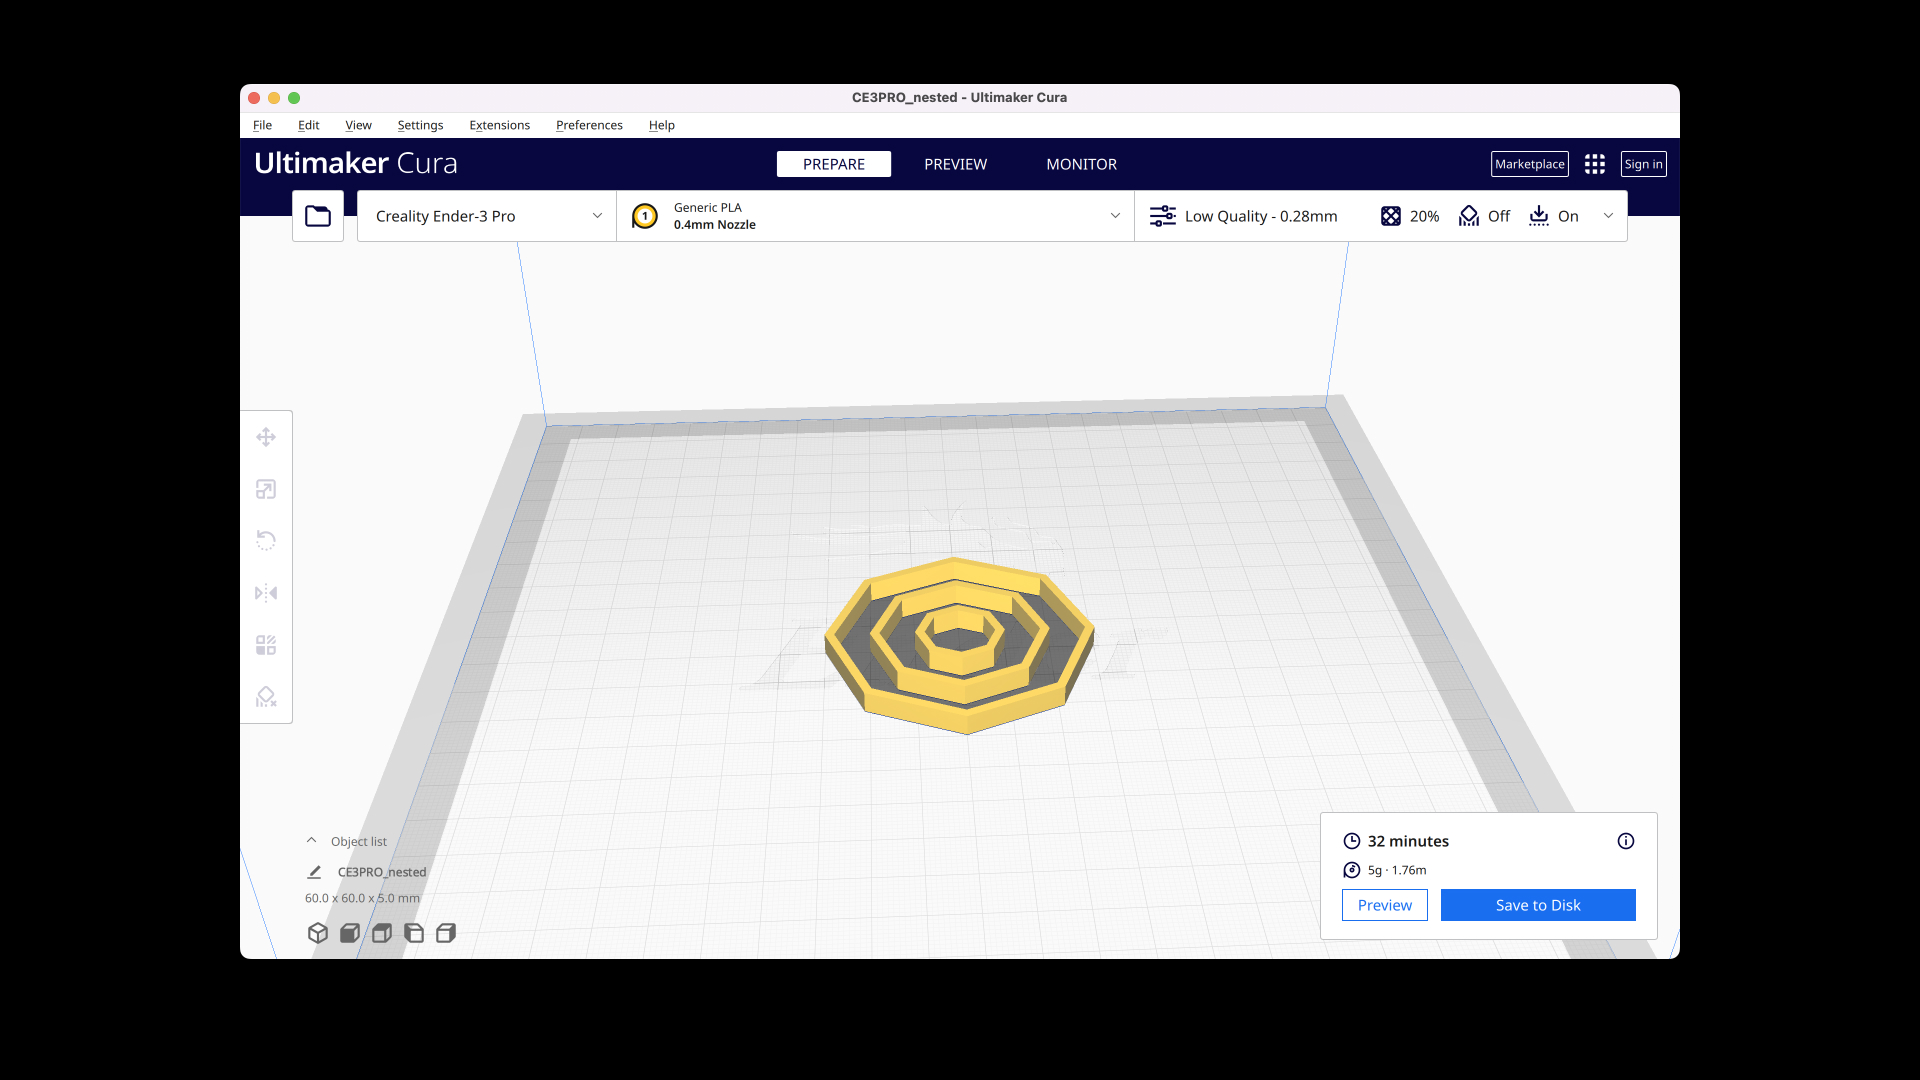 CE3PRO_nested - Ultimaker Cura
File Edit View Settings Extensions Preferences Help
Ultimaker Cura
PREPARE PREVIEW MONITOR
Marketplace
Sign in
Creality Ender-3 Pro
1
Generic PLA
0.4mm Nozzle
Low Quality - 0.28mm
20%
Off
On
Object list
CE3PRO_nested
60.0 x 60.0 x 5.0 mm
32 minutes
5g · 1.76m
Preview
Save to Disk